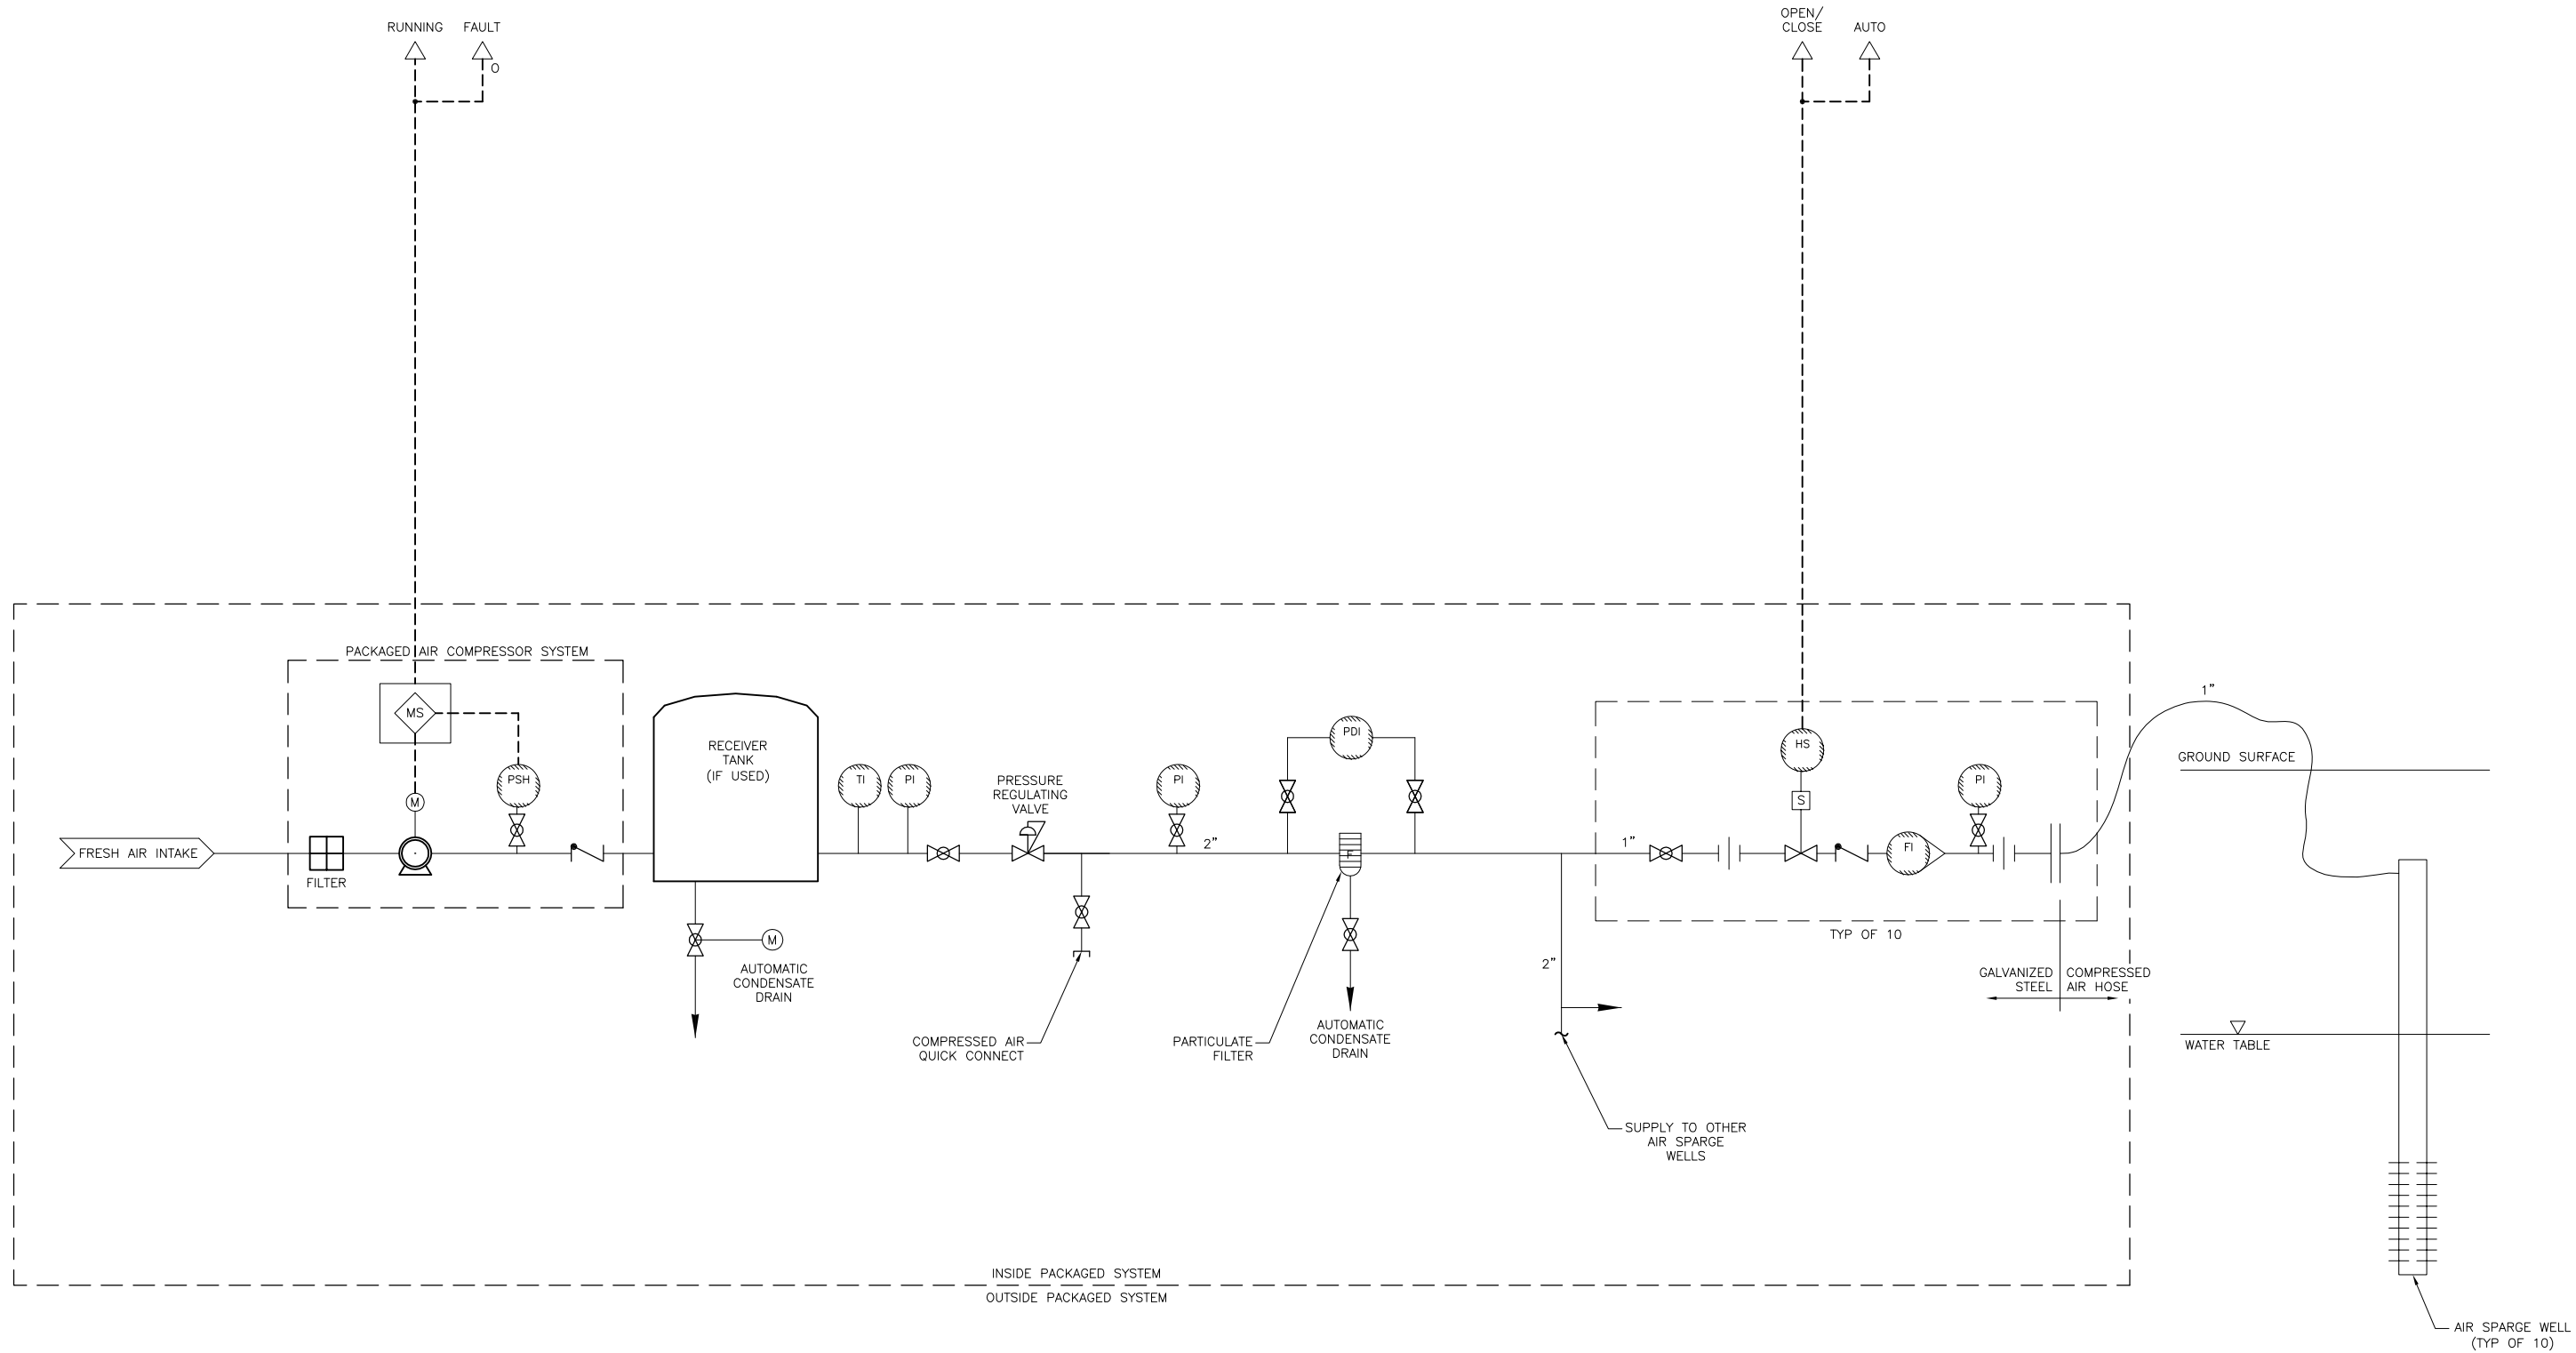 RUNNING
FAULT
O
OPEN/
CLOSE
AUTO
PACKAGED AIR COMPRESSOR SYSTEM
MS
PSH
M
FRESH AIR INTAKE
FILTER
RECEIVER
TANK
(IF USED)
M
AUTOMATIC
CONDENSATE
DRAIN
TI
PI
PRESSURE
REGULATING
VALVE
COMPRESSED AIR
QUICK CONNECT
PI
2"
PDI
F
PARTICULATE
FILTER
AUTOMATIC
CONDENSATE
DRAIN
2"
SUPPLY TO OTHER
AIR SPARGE
WELLS
1"
HS
S
FI
PI
TYP OF 10
GALVANIZED
STEEL
COMPRESSED
AIR HOSE
1"
GROUND SURFACE
WATER TABLE
INSIDE PACKAGED SYSTEM
OUTSIDE PACKAGED SYSTEM
AIR SPARGE WELL
(TYP OF 10)